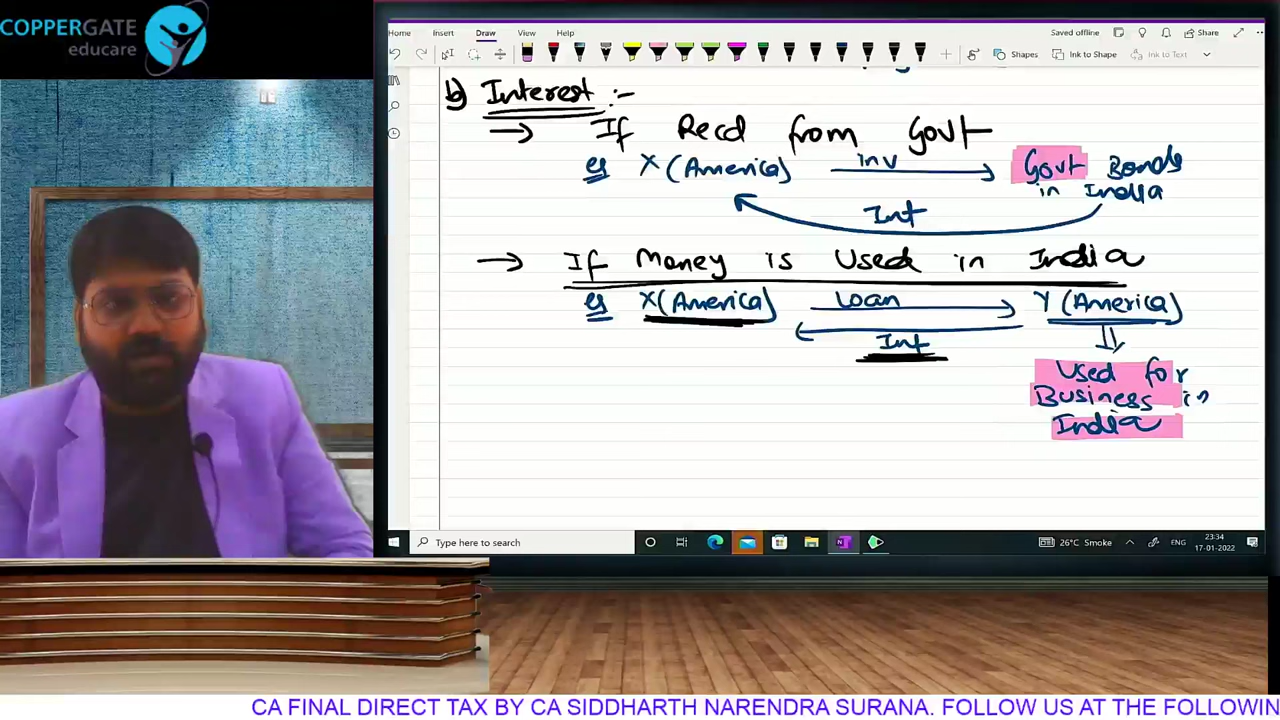 COPPERGATE
educare
Home Insert Draw View Help
Saved offline
Share
Shapes
Ink to Shape
Ink to Text
b) Interest :-
→ If Recd from Govt
eg X (America) inv Govt Bonds
in India
Int
→ If Money is Used in India
eg X (America) Loan Y (America)
Int
Used for
Business in
India
Type here to search
26°C Smoke
ENG
23:34
17-01-2022
CA FINAL DIRECT TAX BY CA SIDDHARTH NARENDRA SURANA. FOLLOW US AT THE FOLLOWIN